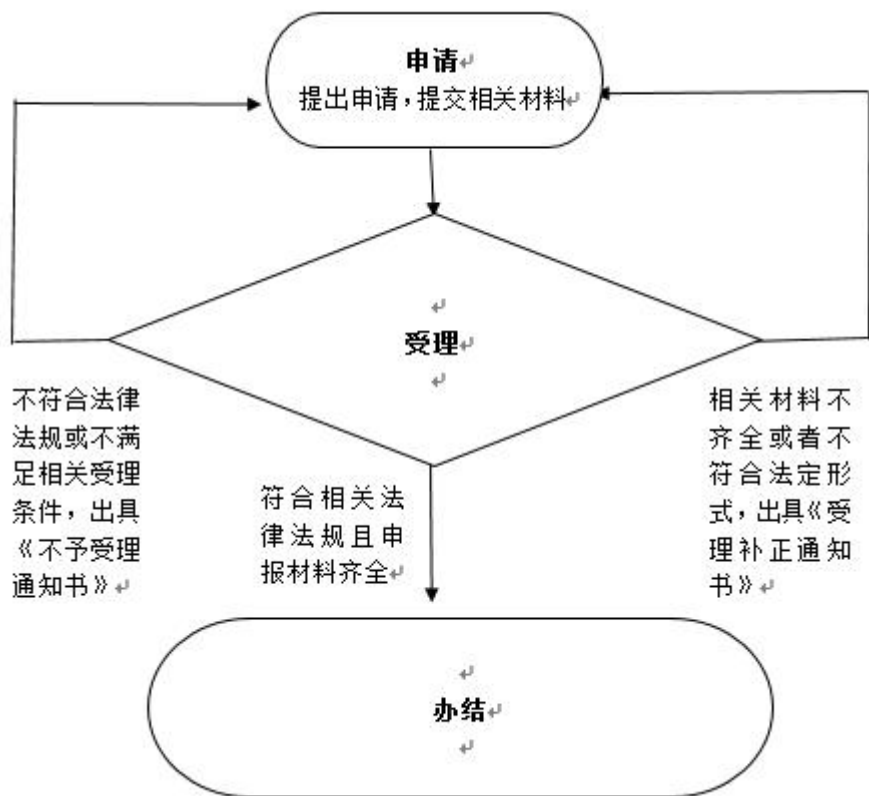 申请
提出申请，提交相关材料
受理
不符合法律
法规或不满
足相关受理
条件，出具
《不予受理
通知书》
符合相关法
律法规且申
报材料齐全
相关材料不
齐全或者不
符合法定形
式，出具《受
理补正通知
书》
办结